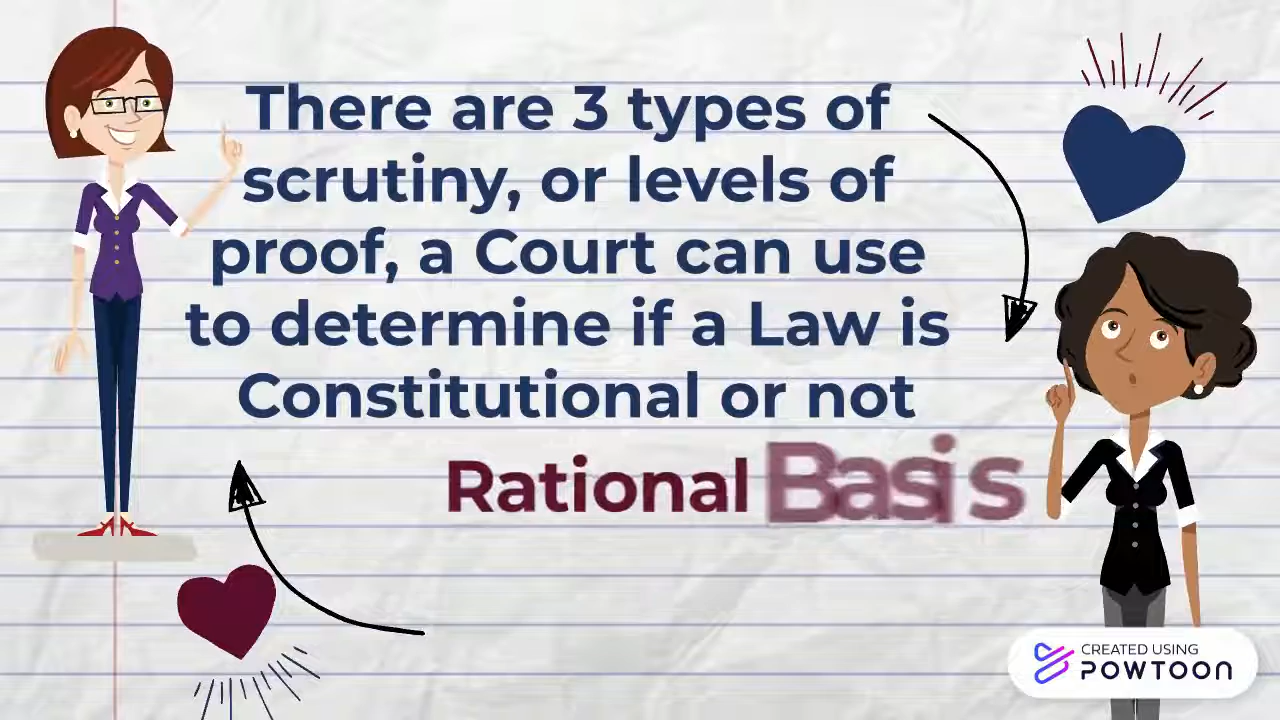 There are 3 types of
scrutiny, or levels of
proof, a Court can use
to determine if a Law is
Constitutional or not
Rational Basis
CREATED USING
POWTOON